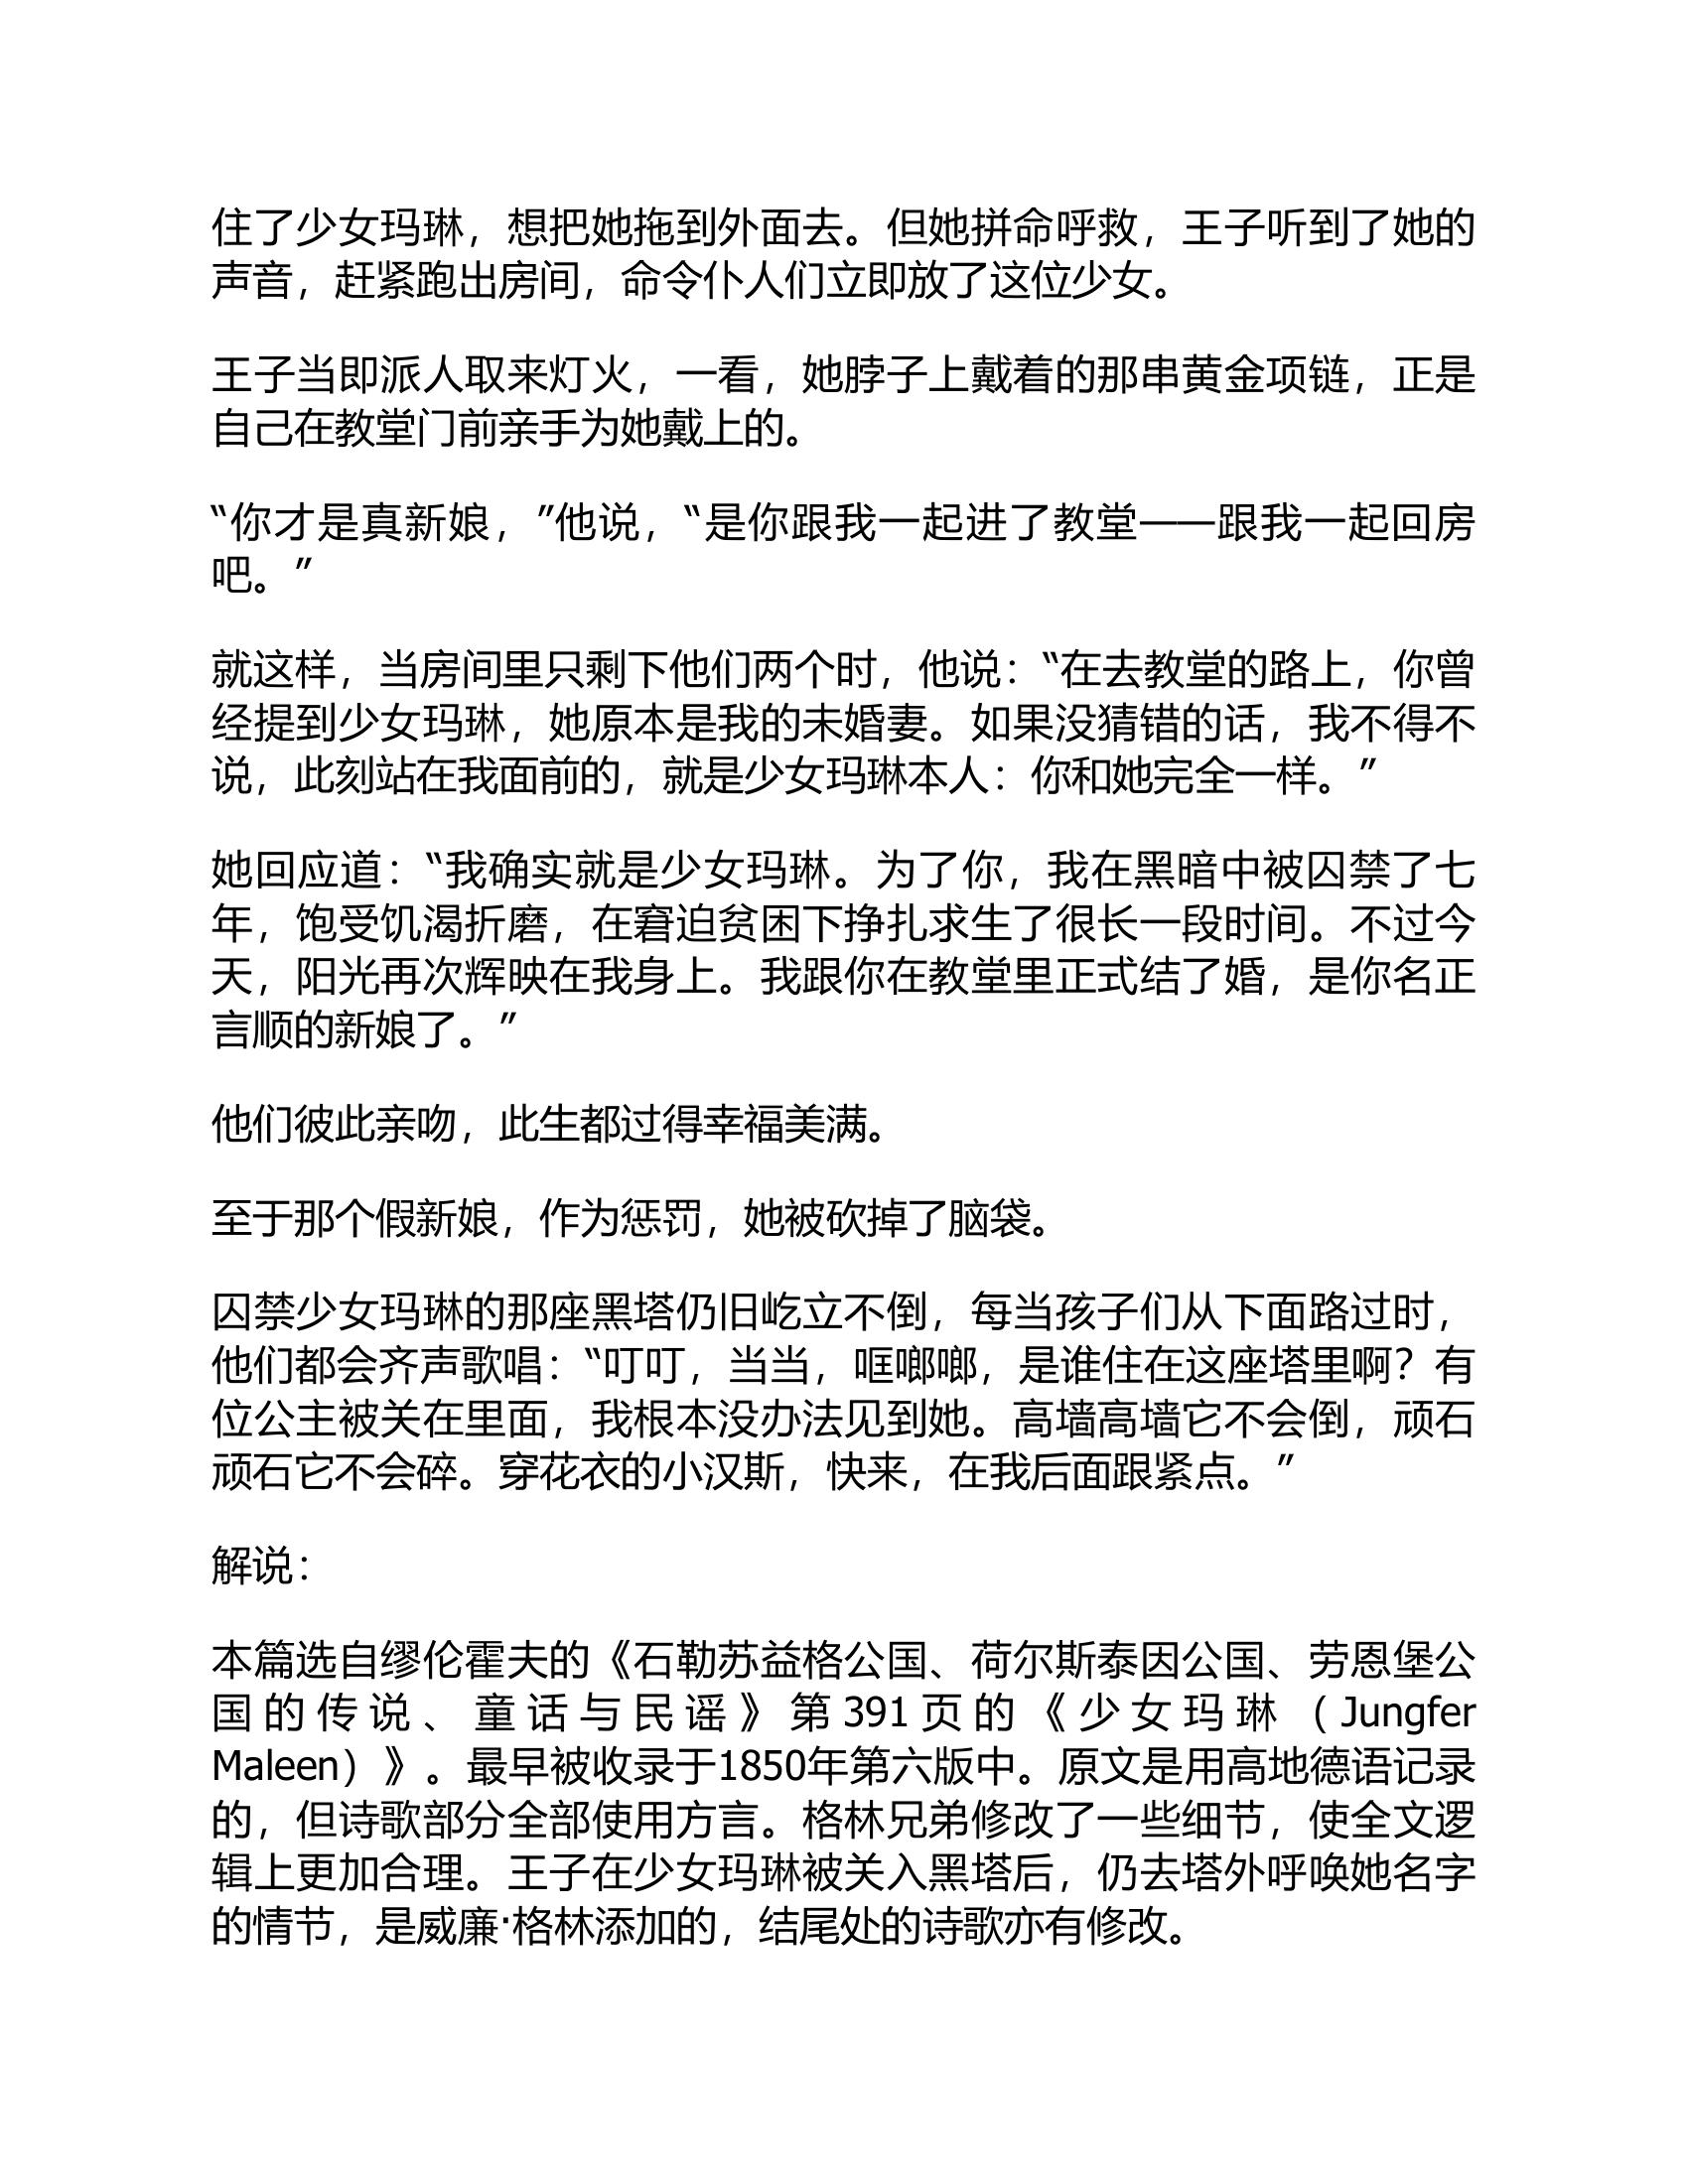 住了少女玛琳，想把她拖到外面去。但她拼命呼救，王子听到了她的
声音，赶紧跑出房间，命令仆人们立即放了这位少女。
王子当即派人取来灯火，一看，她脖子上戴着的那串黄金项链，正是
自己在教堂门前亲手为她戴上的。
“你才是真新娘，”他说，“是你跟我一起进了教堂——跟我一起回房
吧。”
就这样，当房间里只剩下他们两个时，他说：“在去教堂的路上，你曾
经提到少女玛琳，她原本是我的未婚妻。如果没猜错的话，我不得不
说，此刻站在我面前的，就是少女玛琳本人：你和她完全一样。”
她回应道：“我确实就是少女玛琳。为了你，我在黑暗中被囚禁了七
年，饱受饥渴折磨，在窘迫贫困下挣扎求生了很长一段时间。不过今
天，阳光再次辉映在我身上。我跟你在教堂里正式结了婚，是你名正
言顺的新娘了。”
他们彼此亲吻，此生都过得幸福美满。
至于那个假新娘，作为惩罚，她被砍掉了脑袋。
囚禁少女玛琳的那座黑塔仍旧屹立不倒，每当孩子们从下面路过时，
他们都会齐声歌唱：“叮叮，当当，哐啷啷，是谁住在这座塔里啊？有
位公主被关在里面，我根本没办法见到她。高墙高墙它不会倒，顽石
顽石它不会碎。穿花衣的小汉斯，快来，在我后面跟紧点。”
解说：
本篇选自缪伦霍夫的《石勒苏益格公国、荷尔斯泰因公国、劳恩堡公
国的传说、童话与民谣》第391页的《少女玛琳（Jungfer
Maleen）》。最早被收录于1850年第六版中。原文是用高地德语记录
的，但诗歌部分全部使用方言。格林兄弟修改了一些细节，使全文逻
辑上更加合理。王子在少女玛琳被关入黑塔后，仍去塔外呼唤她名字
的情节，是威廉·格林添加的，结尾处的诗歌亦有修改。